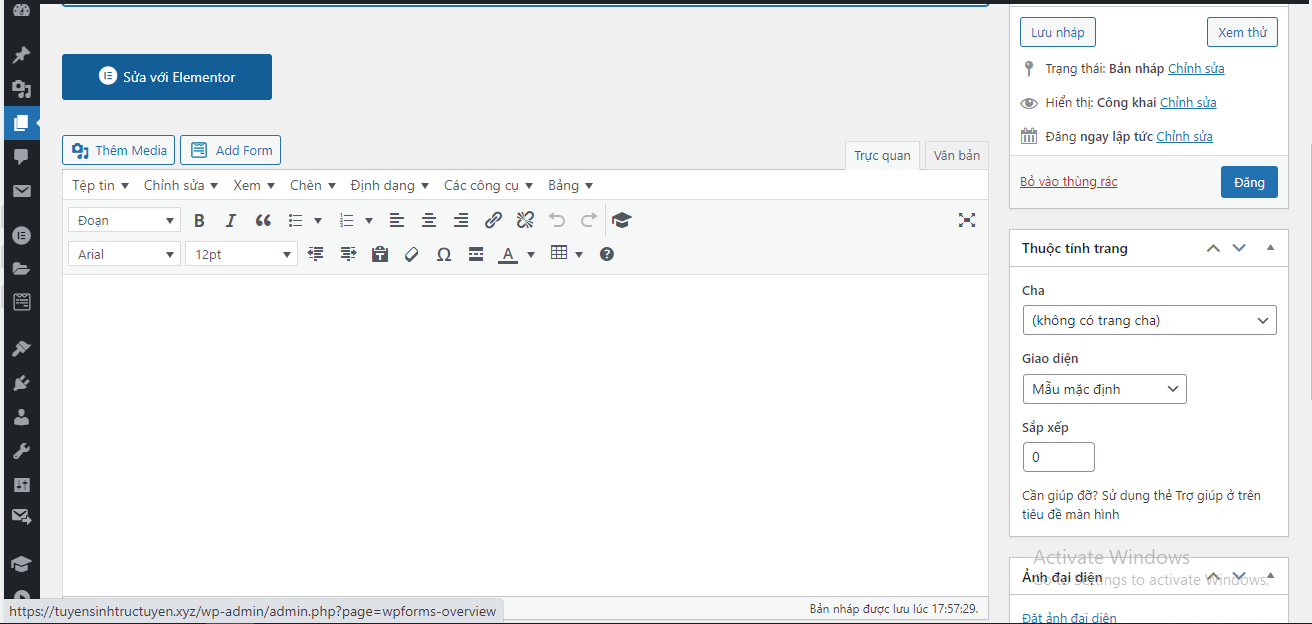 Lưu nháp
Xem thử
Sửa với Elementor
Trạng thái: Bản nháp Chỉnh sửa
Hiển thị: Công khai Chỉnh sửa
Đăng ngay lập tức Chỉnh sửa
Thêm Media
Add Form
Trực quan
Văn bản
Bỏ vào thùng rác
Đăng
Tệp tin
Chỉnh sửa
Xem
Chèn
Định dạng
Các công cụ
Bảng
Đoạn
Arial
12pt
Thuộc tính trang
Cha
(không có trang cha)
Giao diện
Mẫu mặc định
Sắp xếp
0
Cần giúp đỡ? Sử dụng thẻ Trợ giúp ở trên
tiêu đề màn hình
Activate Windows
Go to Settings to activate Windows.
Ảnh đại diện
Đặt ảnh đại diện
Bản nháp được lưu lúc 17:57:29.
https://tuyensinhtructuyen.xyz/wp-admin/admin.php?page=wpforms-overview